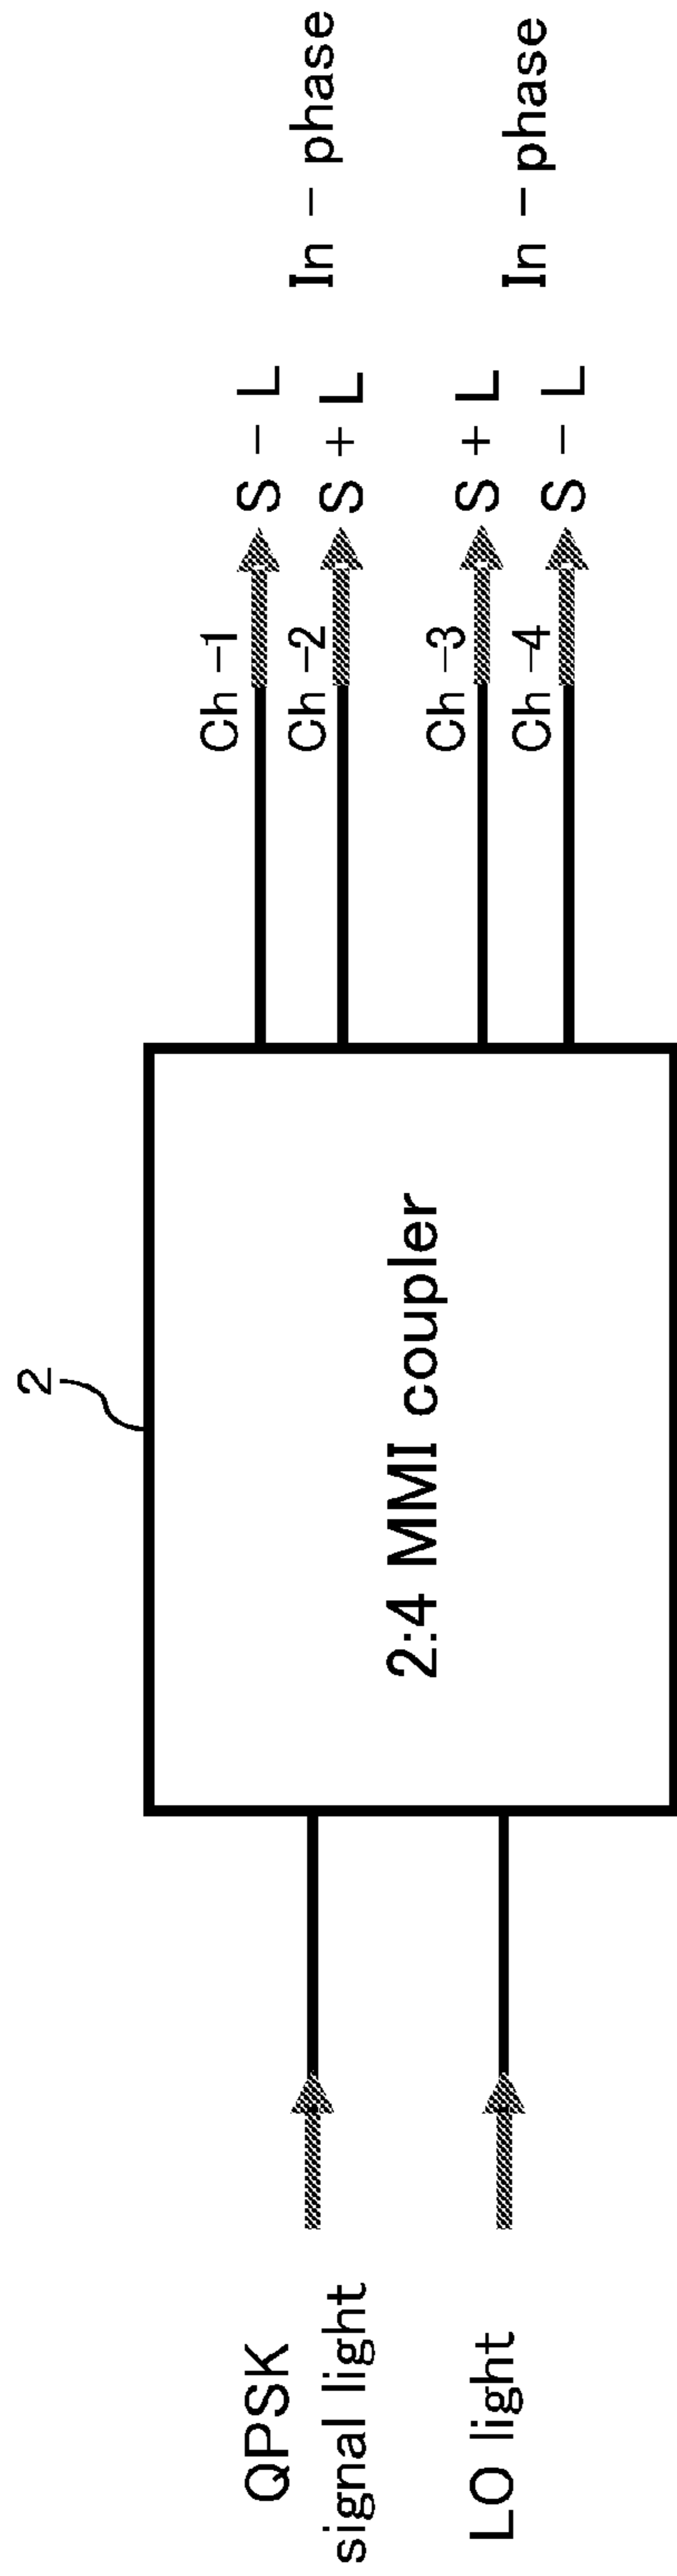 2
QPSK
signal light
LO light
2:4 MMI coupler
Ch -1
Ch -2
Ch -3
Ch -4
S - L
S + L
S + L
S - L
In - phase
In - phase